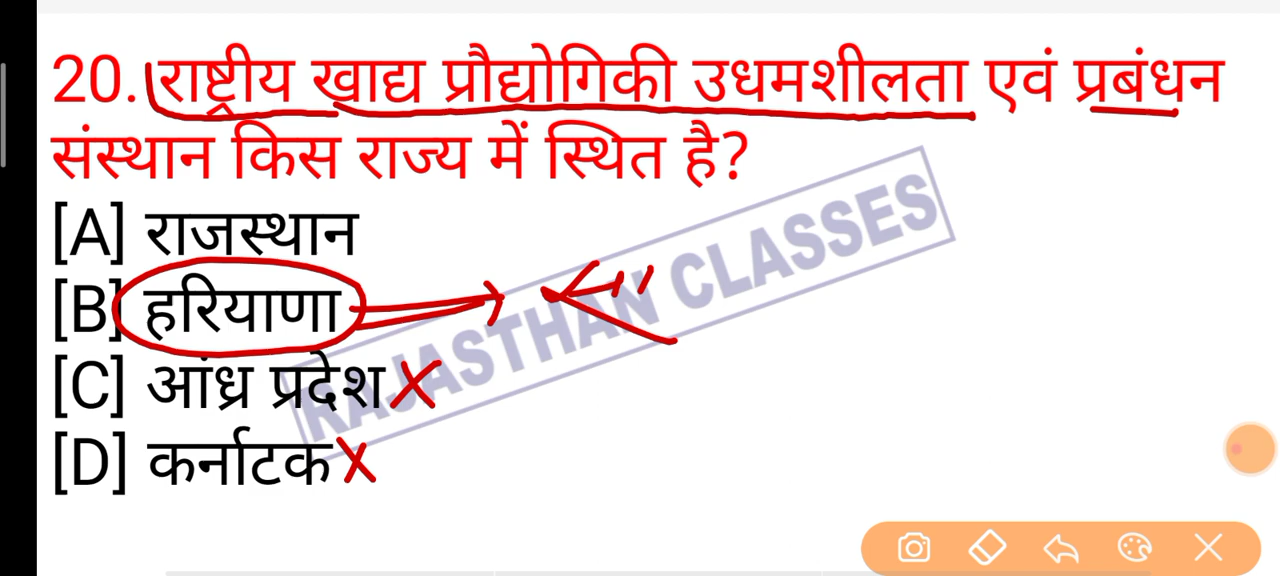 20. राष्ट्रीय खाद्य प्रौद्योगिकी उधमशीलता एवं प्रबंधन
संस्थान किस राज्य में स्थित है?
[A] राजस्थान
[B] हरियाणा
[C] आंध्र प्रदेश
[D] कर्नाटक
RAJASTHAN CLASSES